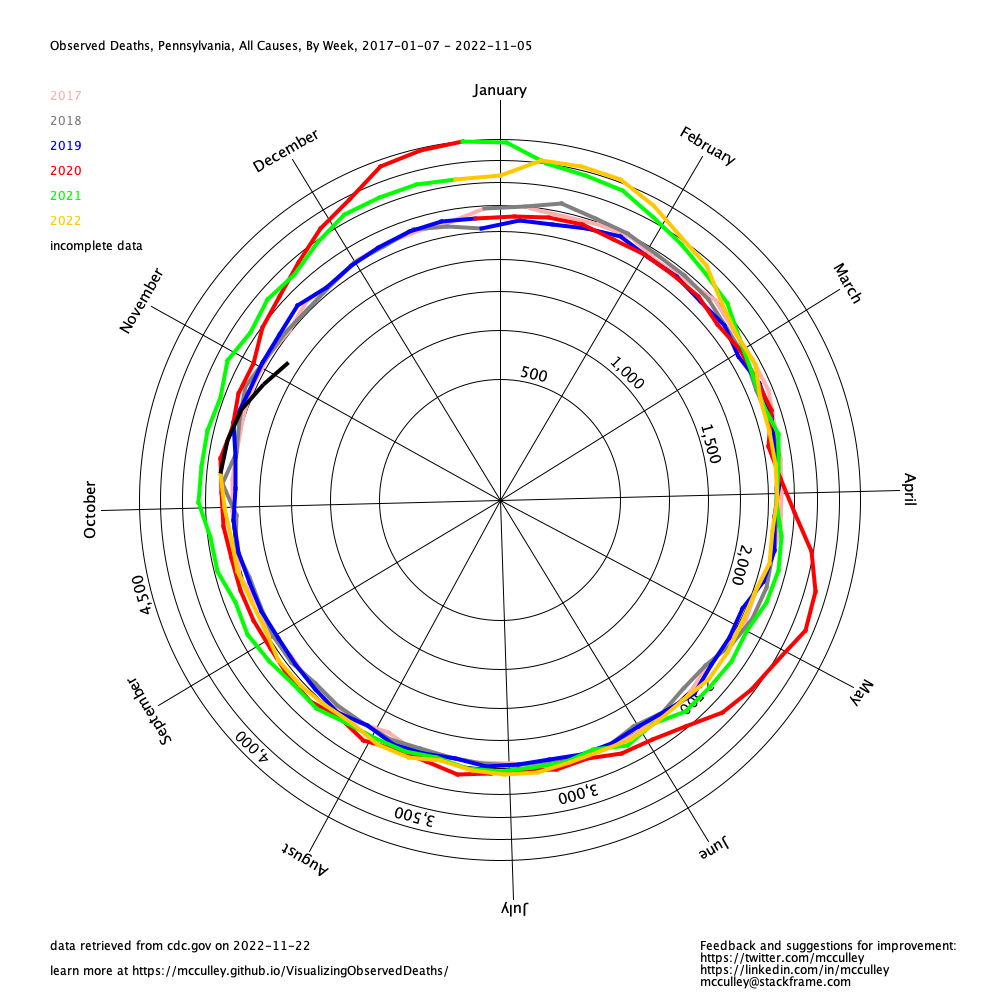 Observed Deaths, Pennsylvania, All Causes, By Week, 2017-01-07 - 2022-11-05
2017
2018
2019
2020
2021
2022
incomplete data
January
February
March
April
May
June
July
August
September
October
November
December
500
1,000
1,500
2,000
3,000
3,500
4,000
4,500
data retrieved from cdc.gov on 2022-11-22
learn more at https://mcculley.github.io/VisualizingObservedDeaths/
Feedback and suggestions for improvement:
https://twitter.com/mcculley
https://linkedin.com/in/mcculley
mcculley@stackframe.com